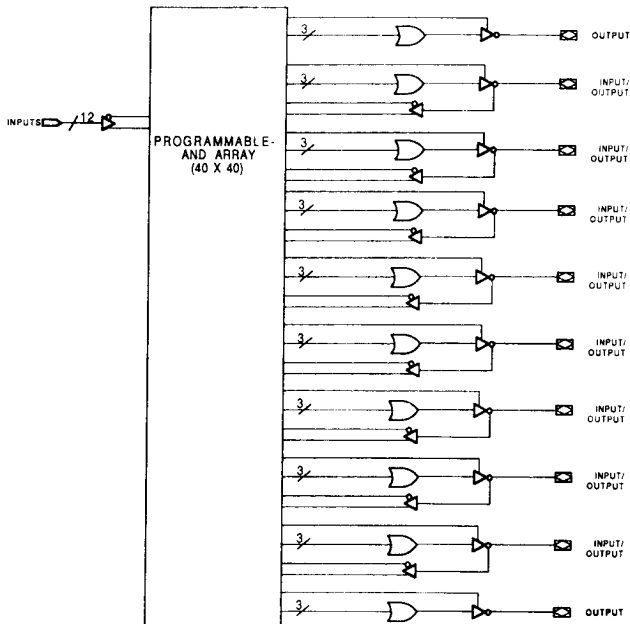 3
OUTPUT
3
INPUT/
OUTPUT
INPUTS
12
PROGRAMMABLE-
AND ARRAY
(40 X 40)
3
INPUT/
OUTPUT
3
INPUT/
OUTPUT
3
INPUT/
OUTPUT
3
INPUT/
OUTPUT
3
INPUT/
OUTPUT
3
INPUT/
OUTPUT
3
INPUT/
OUTPUT
3
OUTPUT